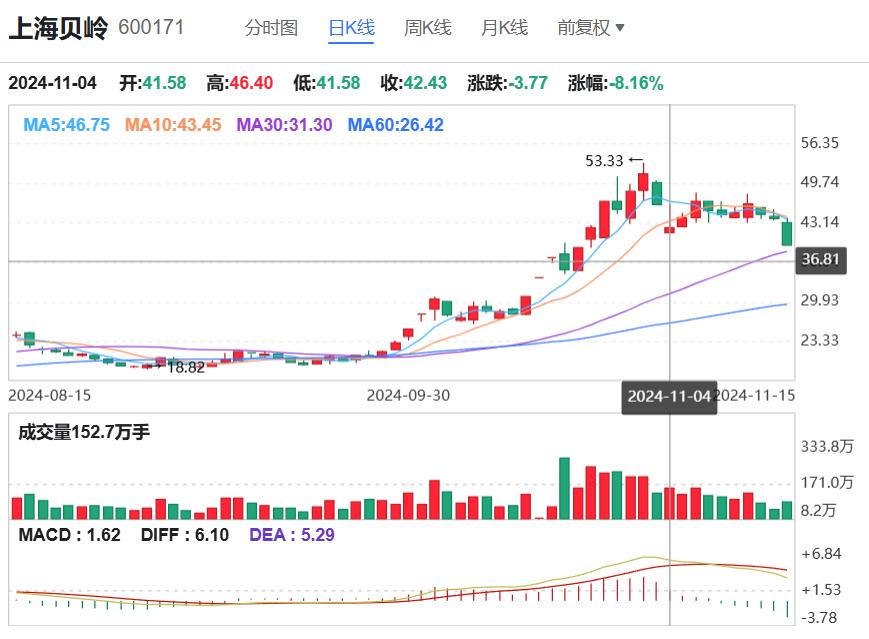 上海贝岭 600171 分时图 日K线 周K线 月K线 前复权▼
2024-11-04 开:41.58 高:46.40 低:41.58 收:42.43 涨跌:-3.77 涨幅:-8.16%
MA5:46.75 MA10:43.45 MA30:31.30 MA60:26.42
56.35
53.33←
49.74
43.14
36.81
29.93
23.33
→18.82
2024-08-15 2024-09-30 2024-11-04 2024-11-15
成交量152.7万手
333.8万
171.0万
8.2万
MACD : 1.62 DIFF : 6.10 DEA : 5.29
+6.84
+1.53
-3.78